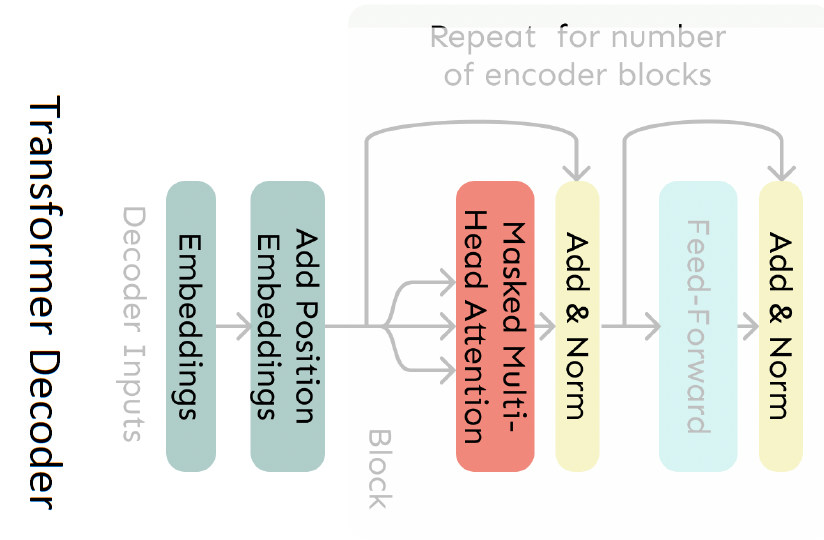 Repeat for number
of encoder blocks
Transformer Decoder
Decoder Inputs
Embeddings
Add Position
Embeddings
Block
Masked Multi-
Head Attention
Add & Norm
Feed-Forward
Add & Norm